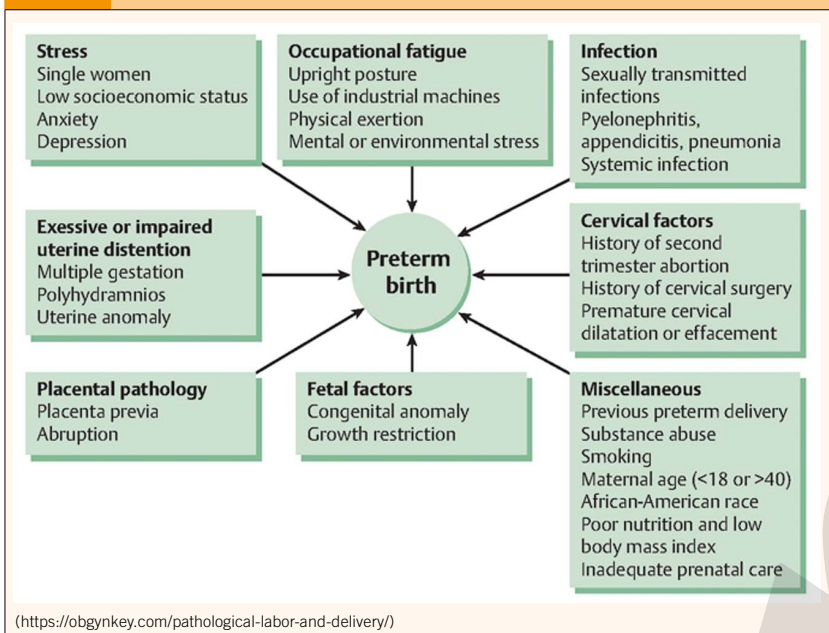 Stress
Single women
Low socioeconomic status
Anxiety
Depression
Occupational fatigue
Upright posture
Use of industrial machines
Physical exertion
Mental or environmental stress
Infection
Sexually transmitted
infections
Pyelonephritis,
appendicitis, pneumonia
Systemic infection
Exessive or impaired
uterine distention
Multiple gestation
Polyhydramnios
Uterine anomaly
Preterm
birth
Cervical factors
History of second
trimester abortion
History of cervical surgery
Premature cervical
dilatation or effacement
Placental pathology
Placenta previa
Abruption
Fetal factors
Congenital anomaly
Growth restriction
Miscellaneous
Previous preterm delivery
Substance abuse
Smoking
Maternal age (<18 or >40)
African-American race
Poor nutrition and low
body mass index
Inadequate prenatal care
(https://obgynkey.com/pathological-labor-and-delivery/)